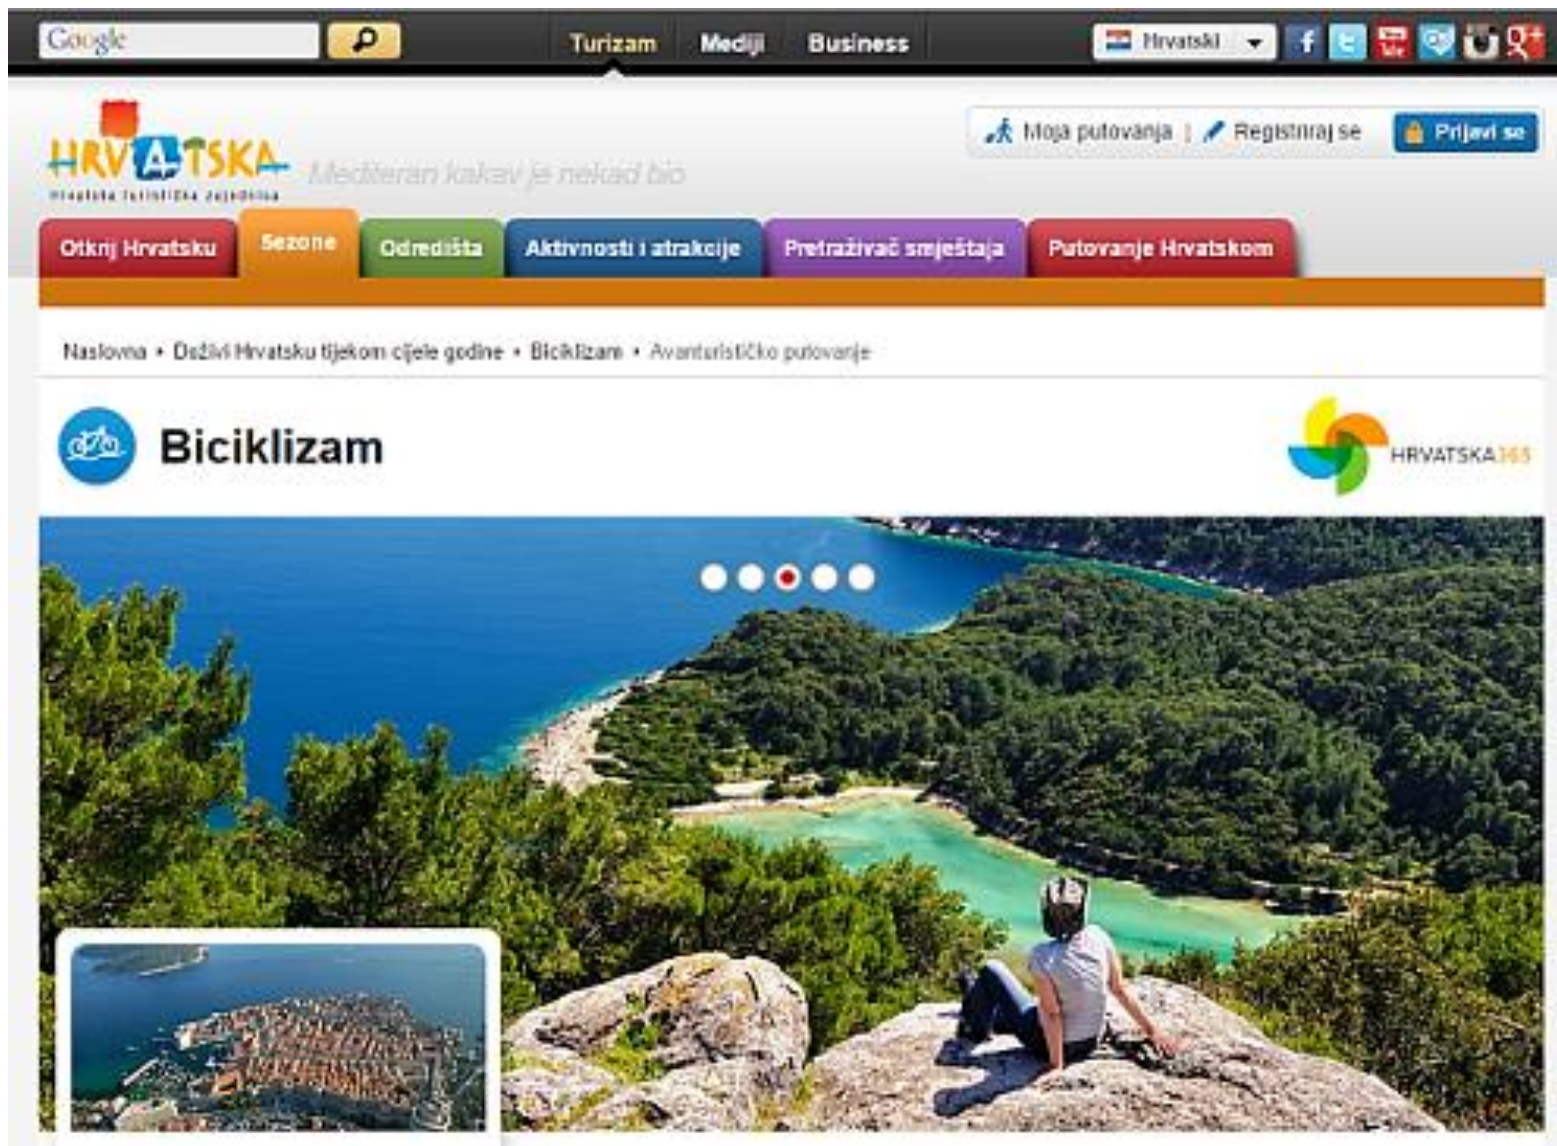 Google
Turizam Mediji Business
Hrvatski
Moja putovanja | Registriraj se Prijavi se
HRVATSKA
Hrvatska turistička zajednica
Mediteran kakav je nekad bio
Otkrij Hrvatsku Sezone Odredišta Aktivnosti i atrakcije Pretraživač smještaja Putovanje Hrvatskom
Naslovna • Doživi Hrvatsku tijekom cijele godine • Biciklizam • Avanturističko putovanje
Biciklizam
HRVATSKA365